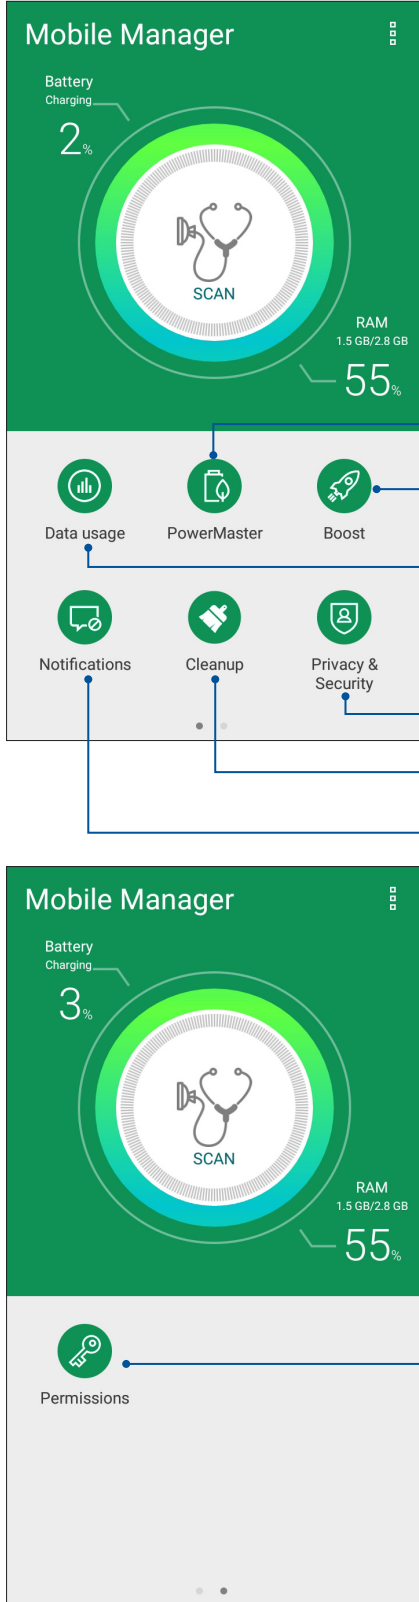 Mobile Manager
Battery
Charging
2%
SCAN
RAM
1.5 GB/2.8 GB
55%
Data usage
PowerMaster
Boost
Notifications
Cleanup
Privacy &
Security
Mobile Manager
Battery
Charging
3%
SCAN
RAM
1.5 GB/2.8 GB
55%
Permissions